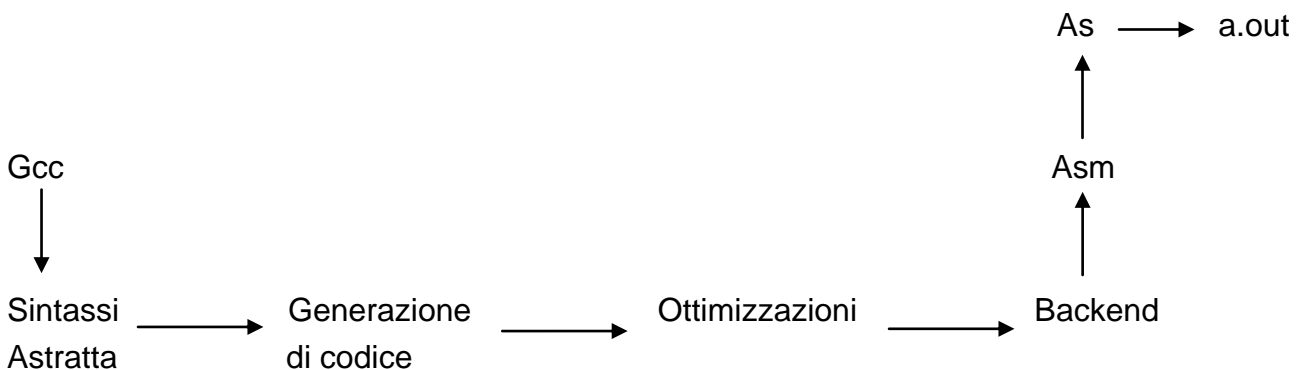 As
a.out
Gcc
Asm
Sintassi
Astratta
Generazione
di codice
Ottimizzazioni
Backend